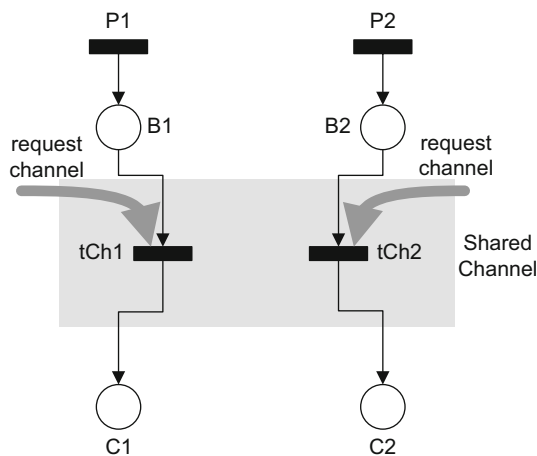 P1
P2
B1
B2
request
channel
request
channel
tCh1
tCh2
Shared
Channel
C1
C2